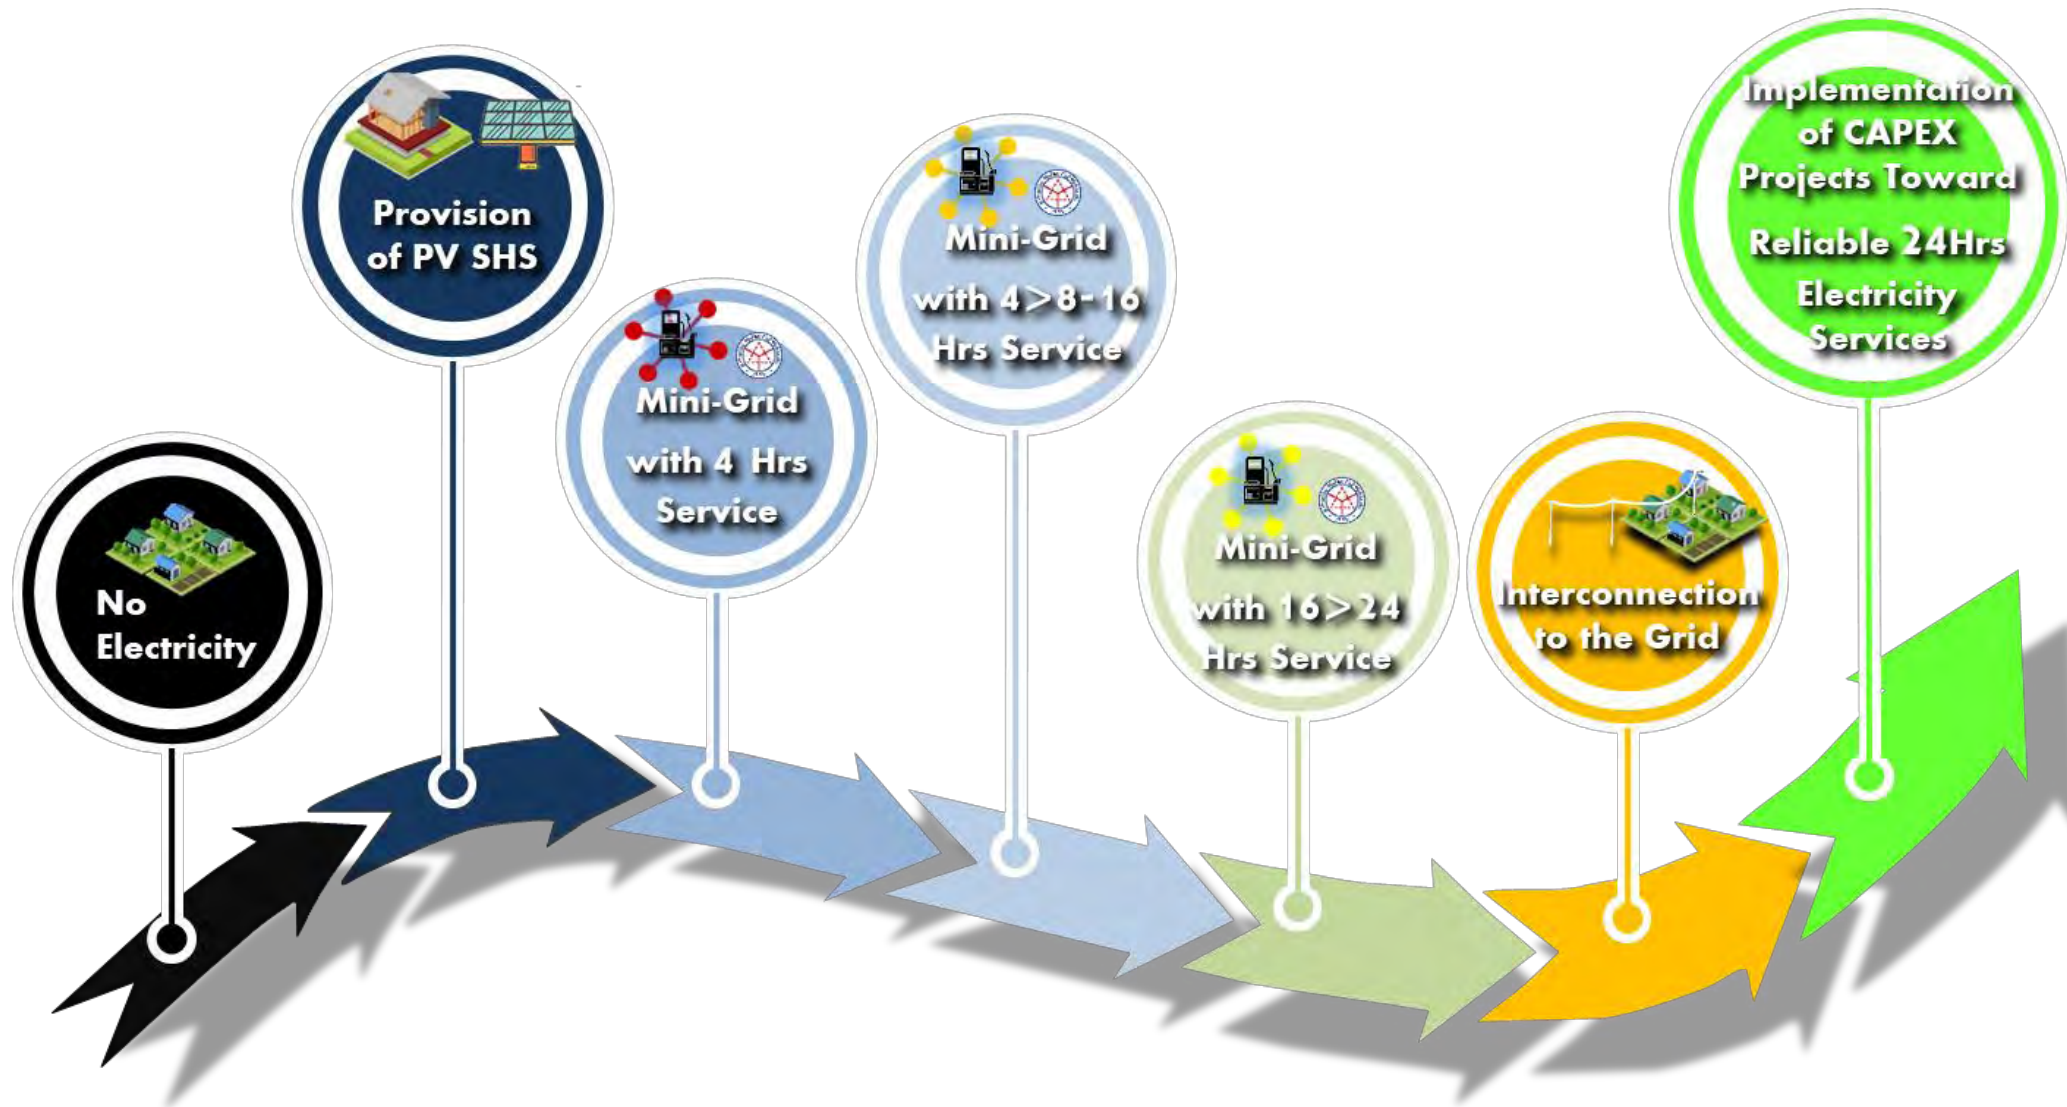 No
Electricity
Provision
of PV SHS
Mini-Grid
with 4 Hrs
Service
Mini-Grid
with 4>8-16
Hrs Service
Mini-Grid
with 16>24
Hrs Service
Interconnection
to the Grid
Implementation
of CAPEX
Projects Toward
Reliable 24Hrs
Electricity
Services